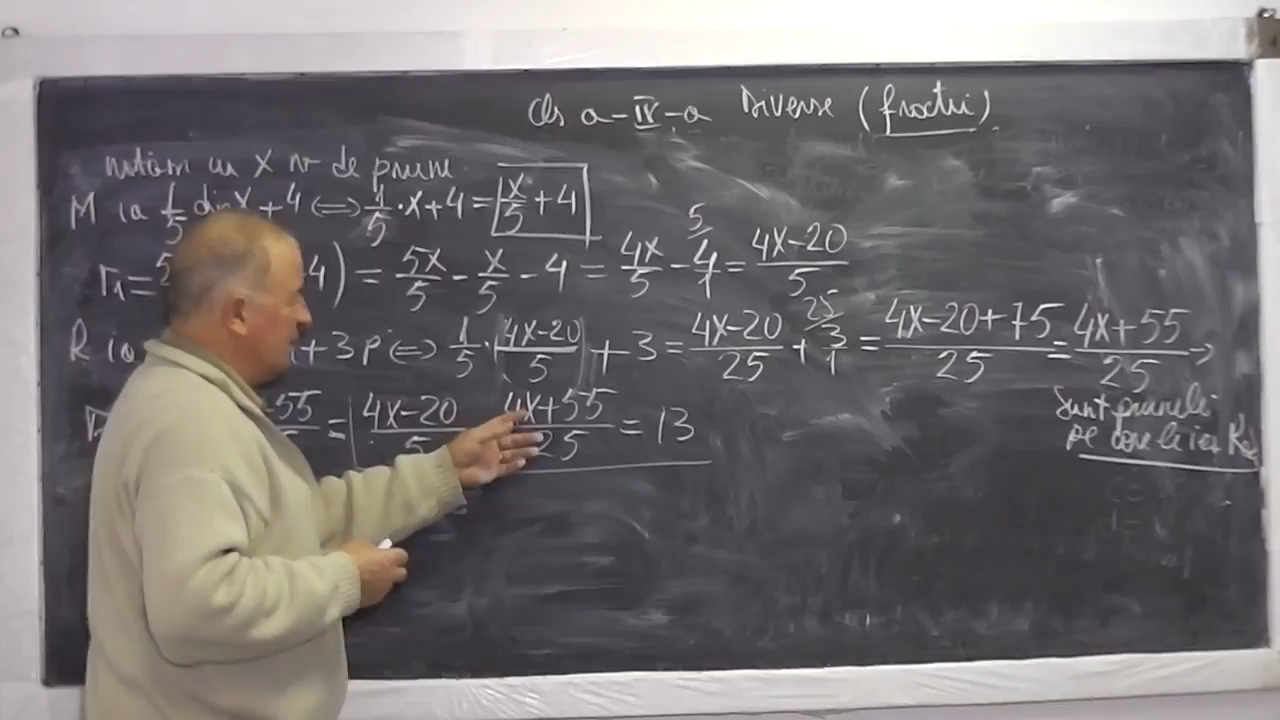 Cls a-IV-a Diverse (fracții)
notăm cu X nr de prune
M ia 1/5 din X+4 ⇔ 1/5·X+4 = X/5+4
r1= 4) = 5X/5 - X/5 - 4 = 4X/5 - 4/1 5 = 4X-20/5
R ia +3p ⇔ 1/5·(4X-20/5)+3 = 4X-20/25 + 3/1 25 = 4X-20+75/25 = 4X+55/25 →
sunt prunele
pe care le ia R
55 = 4X-20/5 4X+55/25 = 13